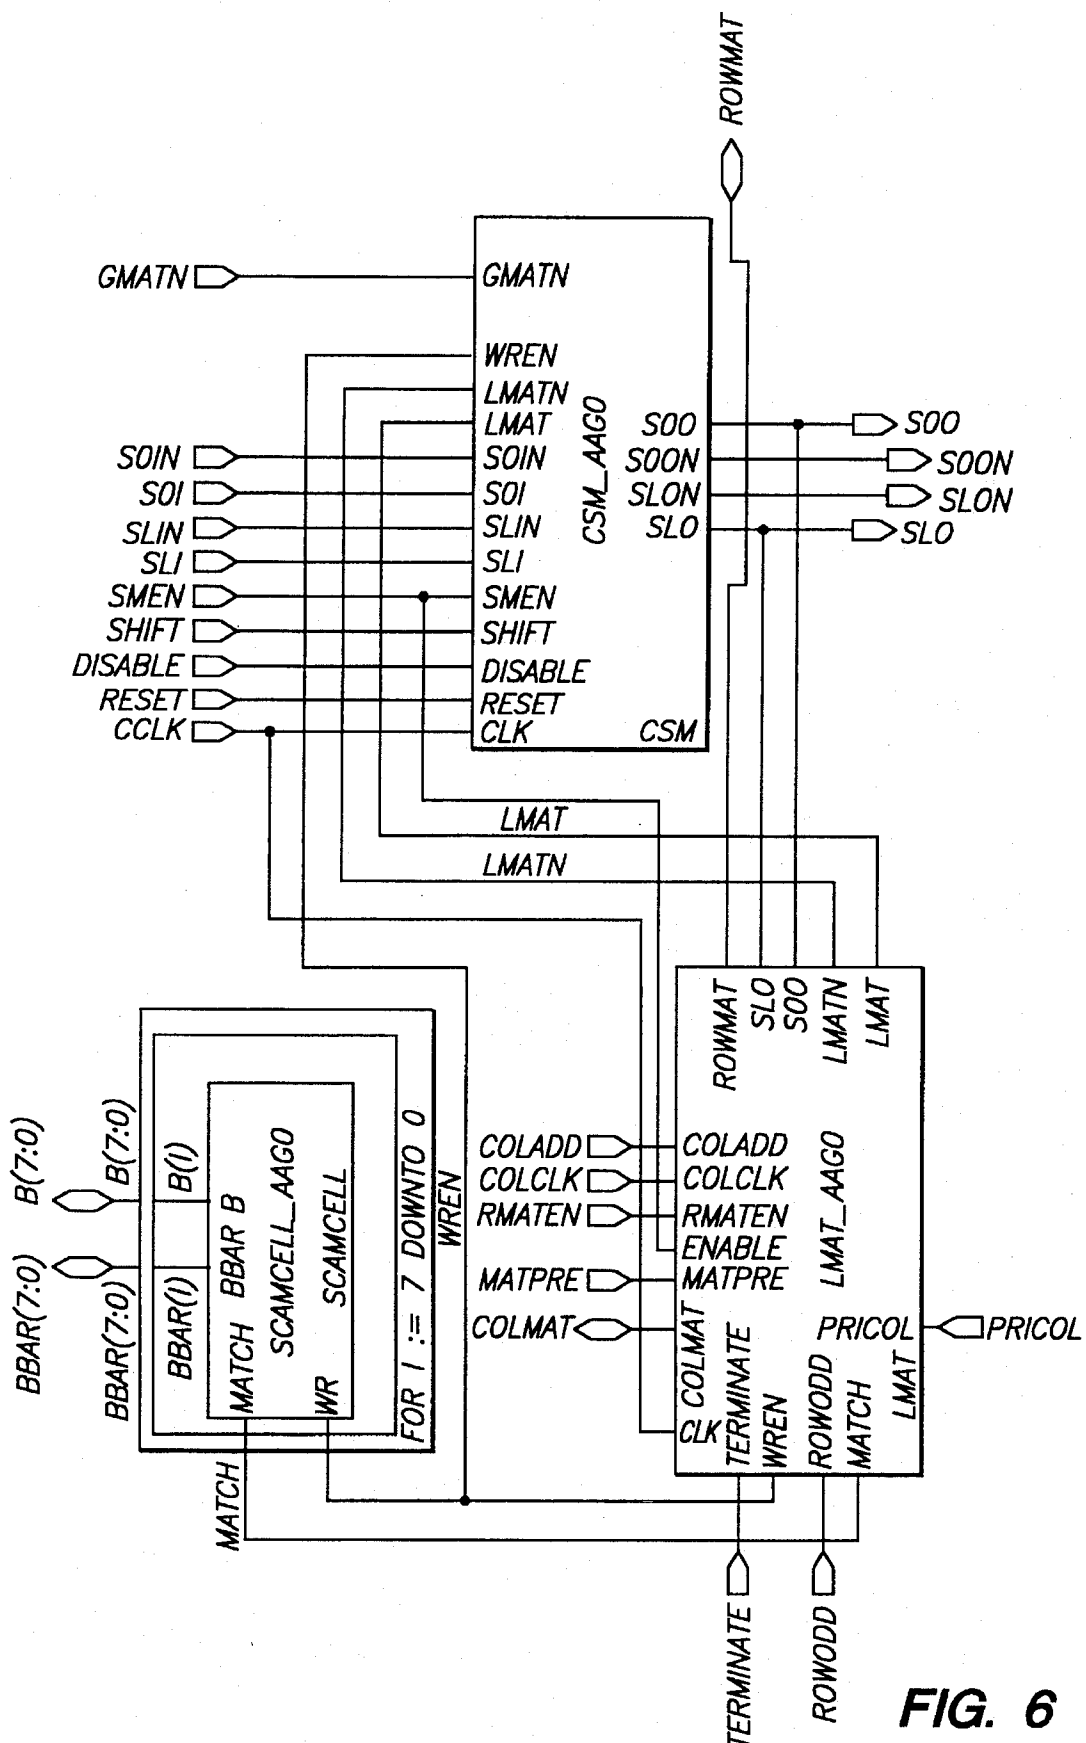 ROWMAT
GMATN
GMATN
WREN
LMATN
LMAT
SOIN
SOIN
SOI
SOI
SLIN
SLIN
SLI
SLI
SMEN
SMEN
SHIFT
SHIFT
DISABLE
DISABLE
RESET
RESET
CCLK
CLK
CSM_AAGO
CSM
SOO
SOON
SLON
SLO
SOO
SOON
SLON
SLO
LMAT
LMATN
B(7:0)
B(7:0)
B(I)
BBAR(7:0)
BBAR(7:0)
BBAR(I)
MATCH BBAR B
SCAMCELL_AAGO
WR SCAMCELL
FOR I := 7 DOWNTO 0
WREN
MATCH
ROWMAT
SLO
SOO
LMATN
LMAT
COLADD
COLADD
COLCLK
COLCLK
RMATEN
RMATEN
ENABLE
MATPRE
MATPRE
COLMAT
COLMAT
CLK
LMAT_AAGO
LMAT
PRICOL
PRICOL
TERMINATE
WREN
ROWODD
MATCH
TERMINATE
ROWODD
FIG. 6